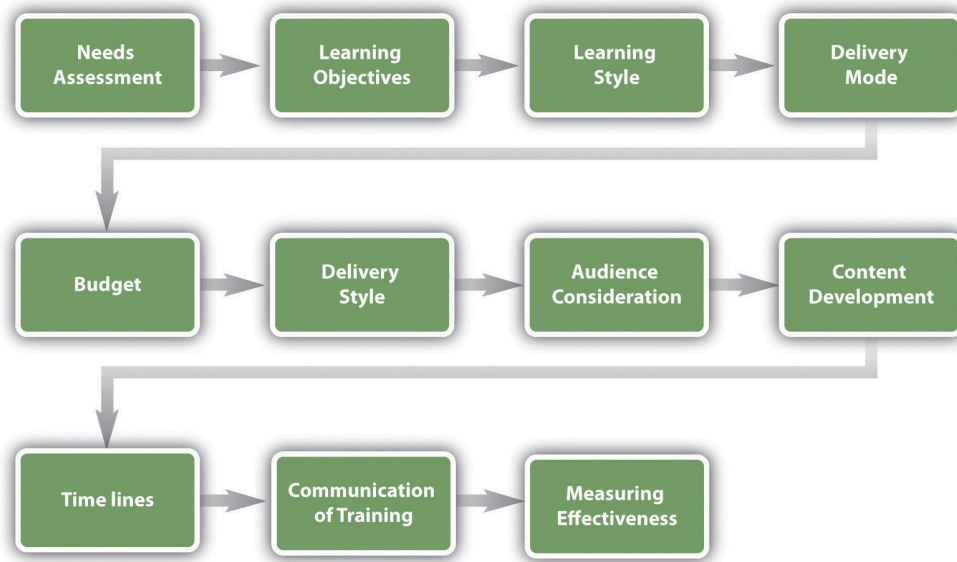 Needs
Assessment
Learning
Objectives
Learning
Style
Delivery
Mode
Budget
Delivery
Style
Audience
Consideration
Content
Development
Time lines
Communication
of Training
Measuring
Effectiveness